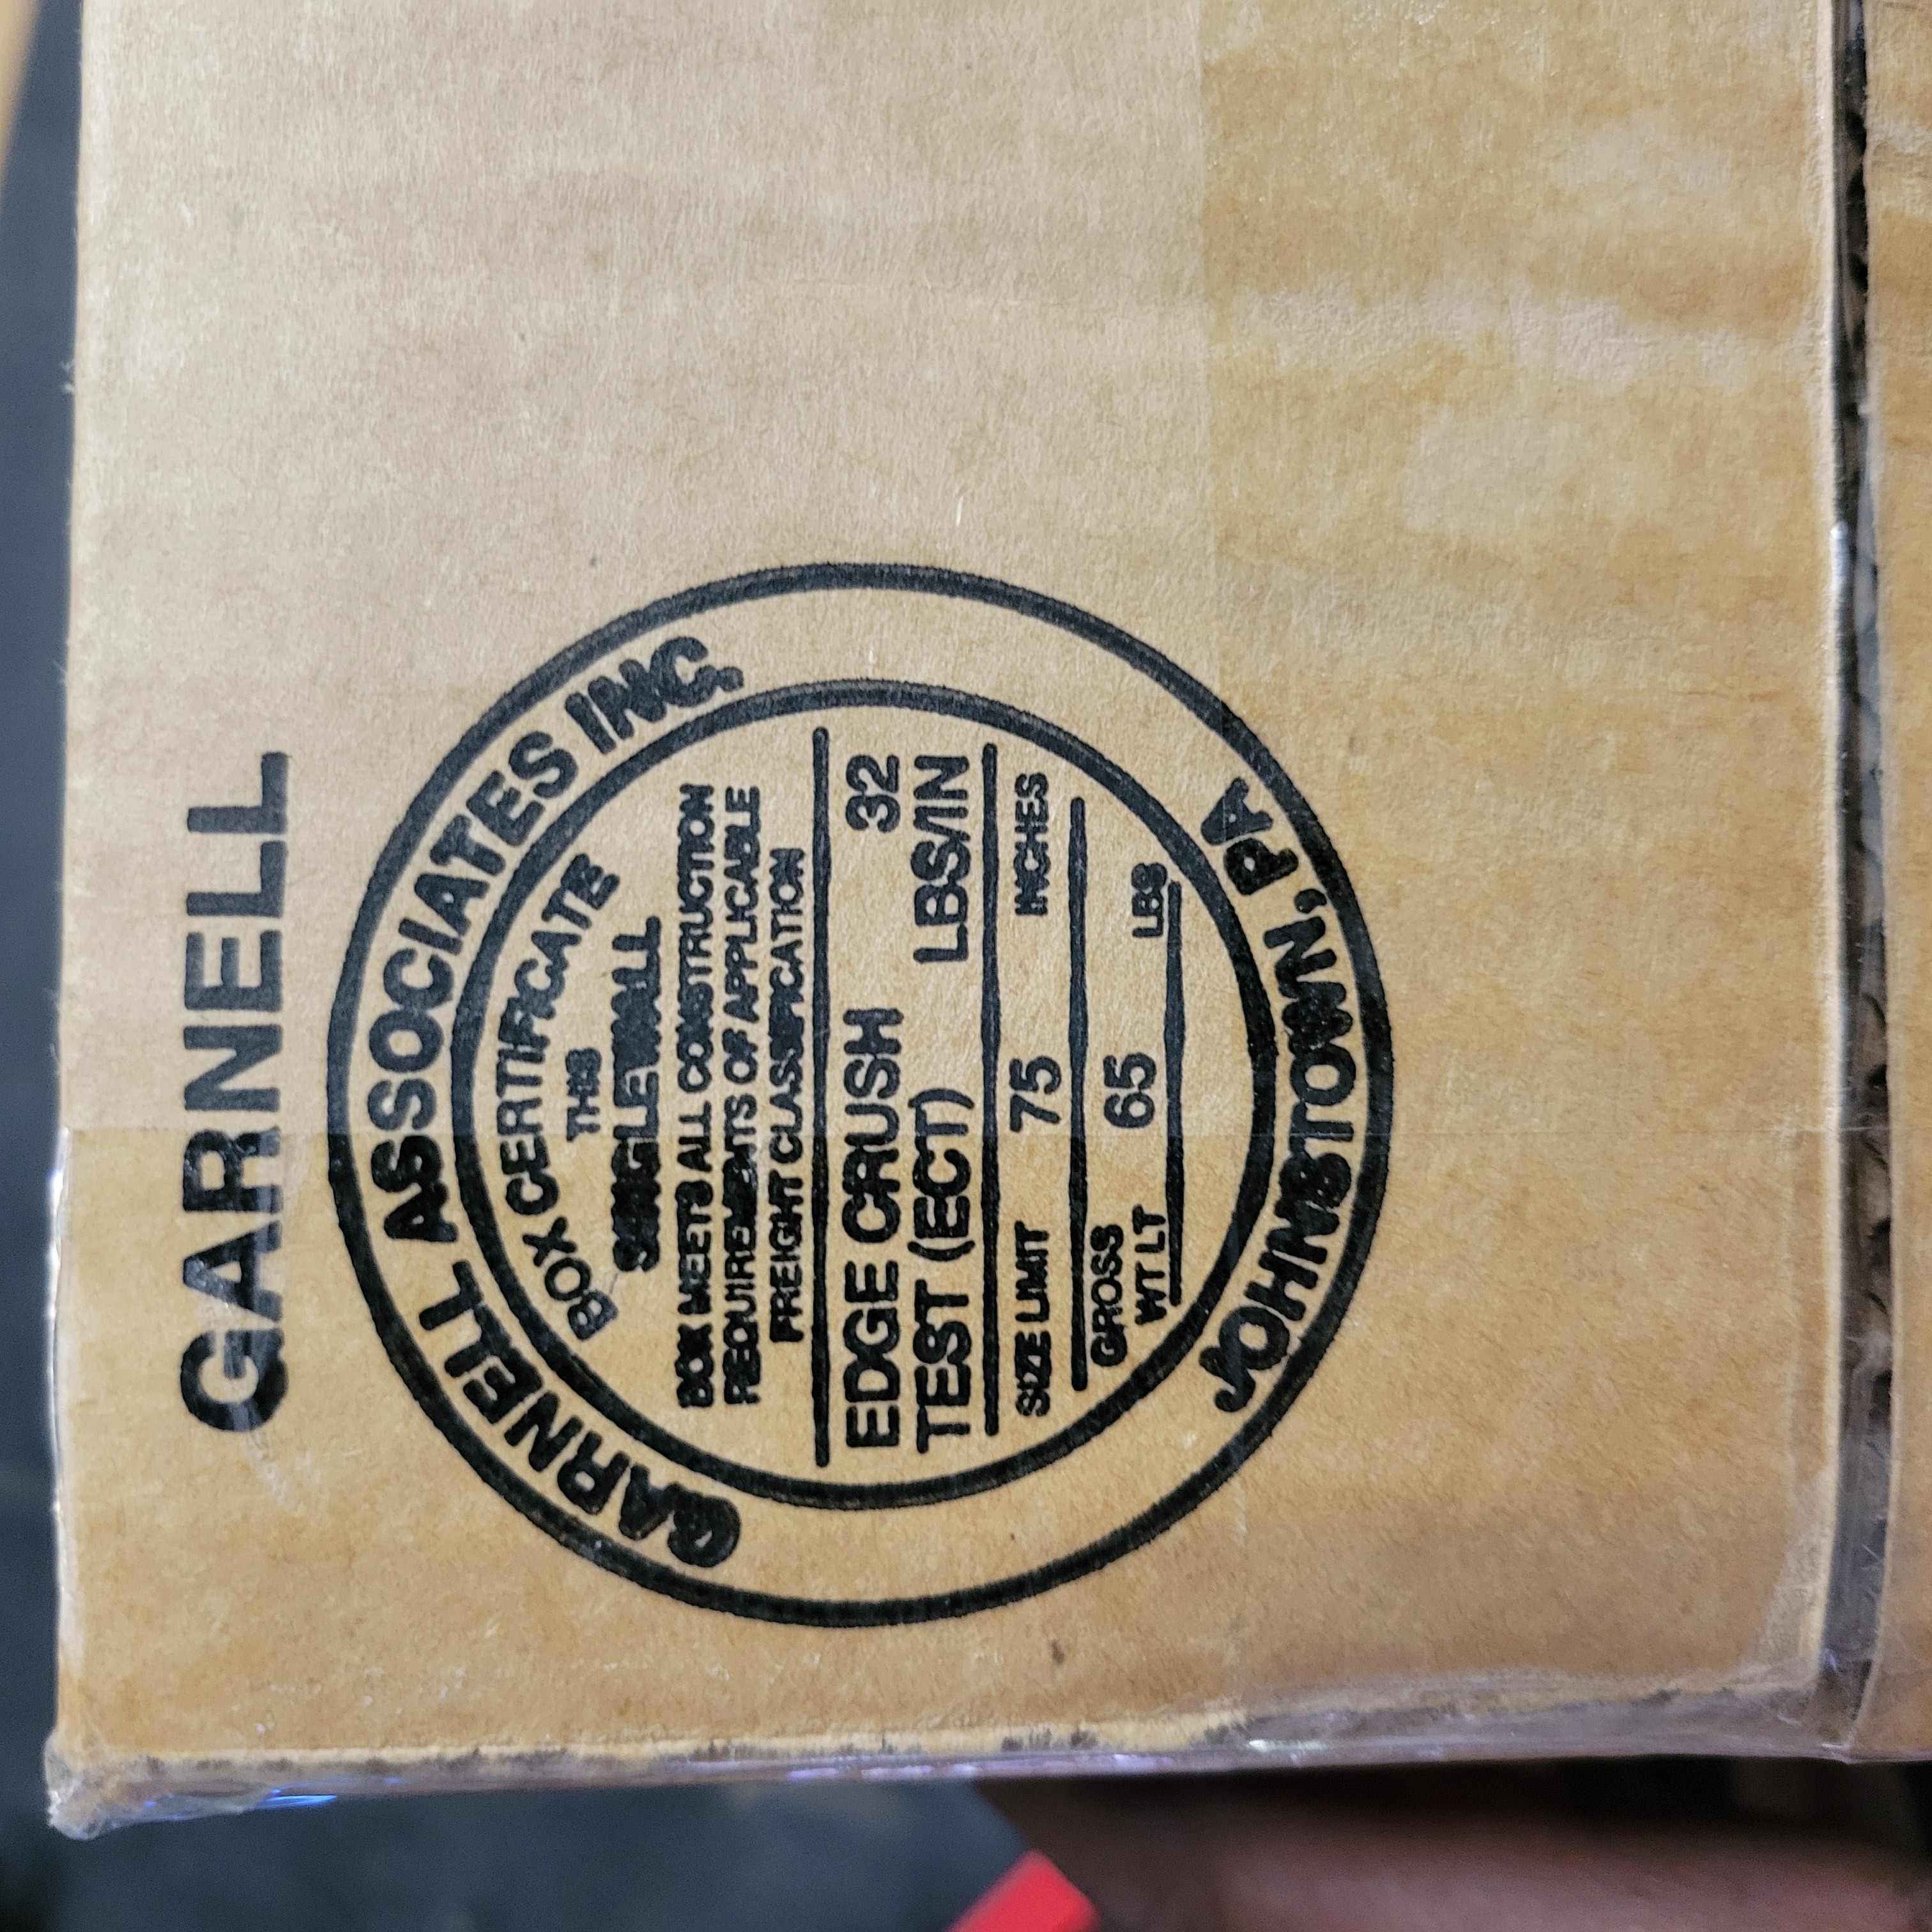 GARNELL
GARNELL ASSOCIATES INC.
BOX CERTIFICATE
THIS
SINGLEWALL
BOX MEETS ALL CONSTRUCTION
REQUIREMENTS OF APPLICABLE
FREIGHT CLASSIFICATION
EDGE CRUSH 32
TEST (ECT) LBS/IN
SIZE LIMIT 75 INCHES
GROSS
WT LT 65 LBS
JOHNSTOWN, PA